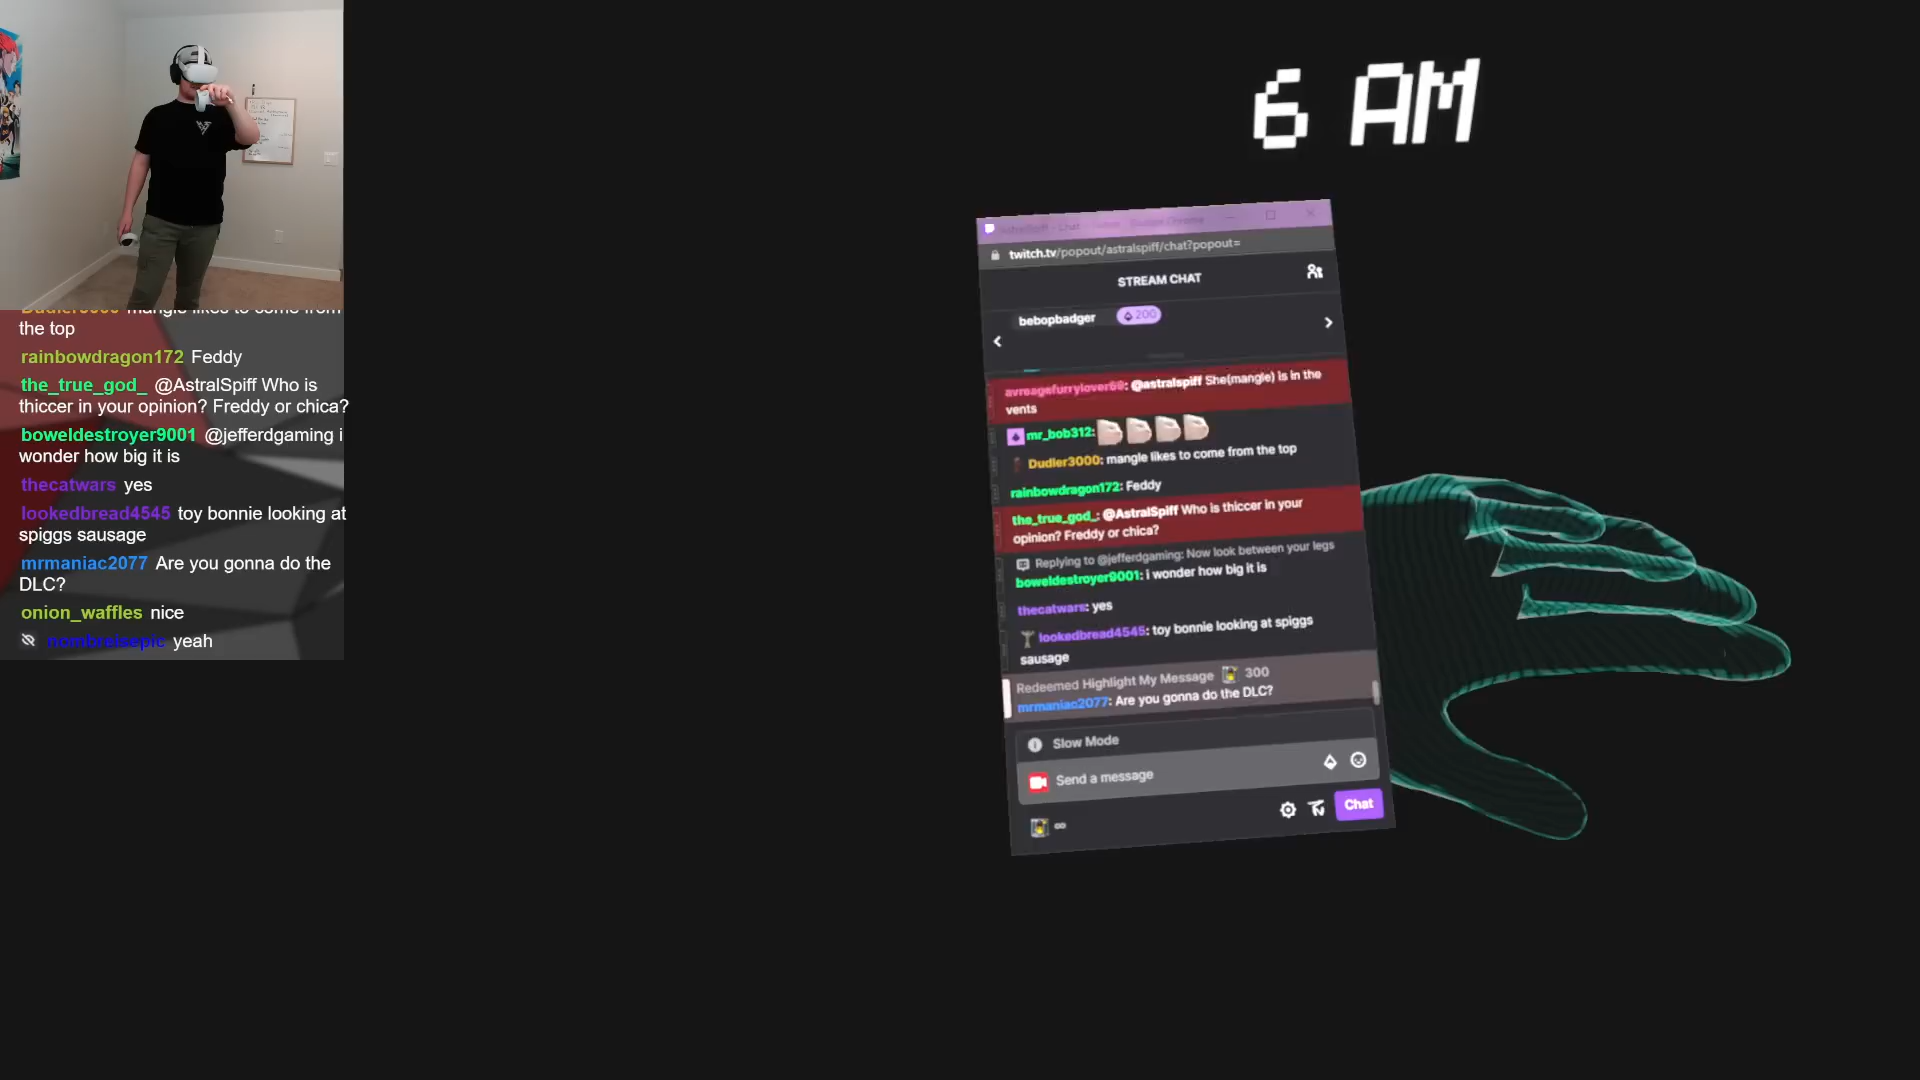 6 AM
the top
rainbowdragon172 Feddy
the_true_god_ @AstralSpiff Who is
thiccer in your opinion? Freddy or chica?
boweldestroyer9001 @jefferdgaming i
wonder how big it is
thecatwars yes
lookedbread4545 toy bonnie looking at
spiggs sausage
mrmaniac2077 Are you gonna do the
DLC?
onion_waffles nice
nombreisepic yeah
twitch.tv/popout/astralspiff/chat?popout=
STREAM CHAT
bebopbadger 200
avreagefurrylover69: @astralspiff She(mangle) is in the
vents
mr_bob312:
Dudler3000: mangle likes to come from the top
rainbowdragon172: Feddy
the_true_god_: @AstralSpiff Who is thiccer in your
opinion? Freddy or chica?
Replying to @jefferdgaming: Now look between your legs
boweldestroyer9001: i wonder how big it is
thecatwars: yes
lookedbread4545: toy bonnie looking at spiggs
sausage
Redeemed Highlight My Message 300
mrmaniac2077: Are you gonna do the DLC?
Slow Mode
Send a message
∞ Chat